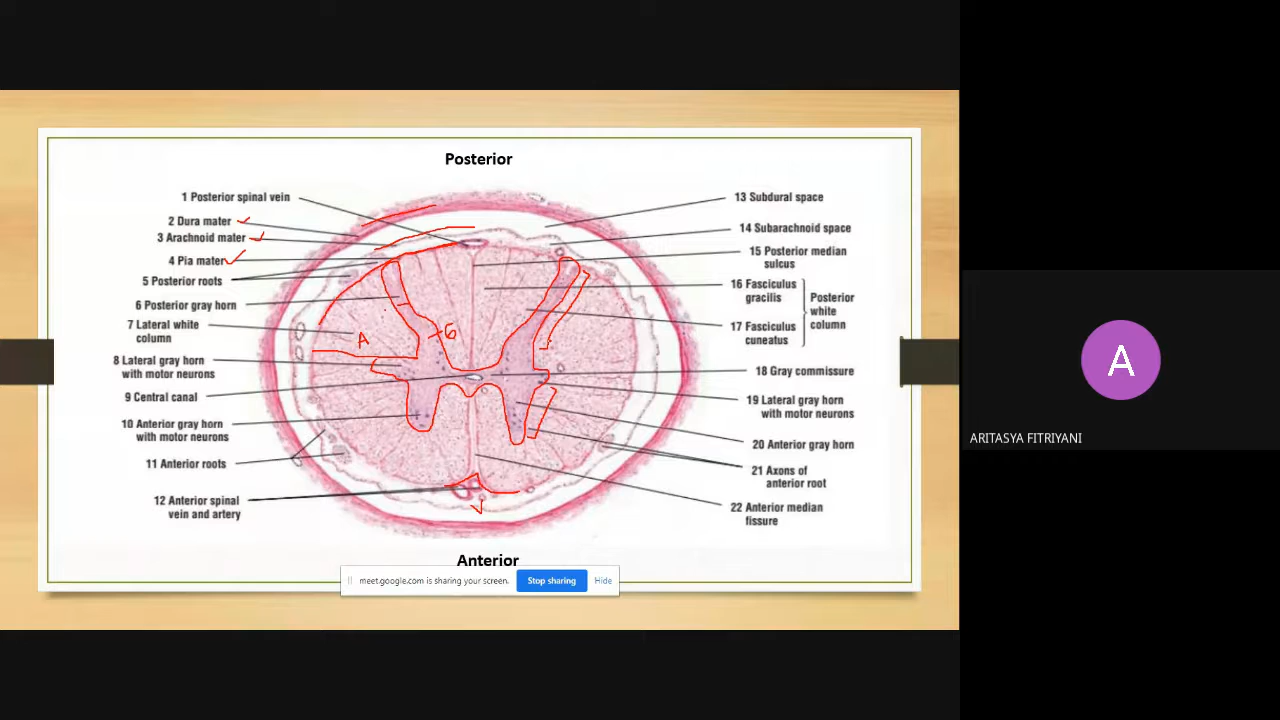 Posterior
1 Posterior spinal vein
2 Dura mater
3 Arachnoid mater
4 Pia mater
5 Posterior roots
6 Posterior gray horn
7 Lateral white
column
8 Lateral gray horn
with motor neurons
9 Central canal
10 Anterior gray horn
with motor neurons
11 Anterior roots
12 Anterior spinal
vein and artery
A
G
13 Subdural space
14 Subarachnoid space
15 Posterior median
sulcus
16 Fasciculus
gracilis
17 Fasciculus
cuneatus
Posterior
white
column
18 Gray commissure
19 Lateral gray horn
with motor neurons
20 Anterior gray horn
21 Axons of
anterior root
22 Anterior median
fissure
Anterior
meet.google.com is sharing your screen.
Stop sharing
Hide
A
ARITASYA FITRIYANI